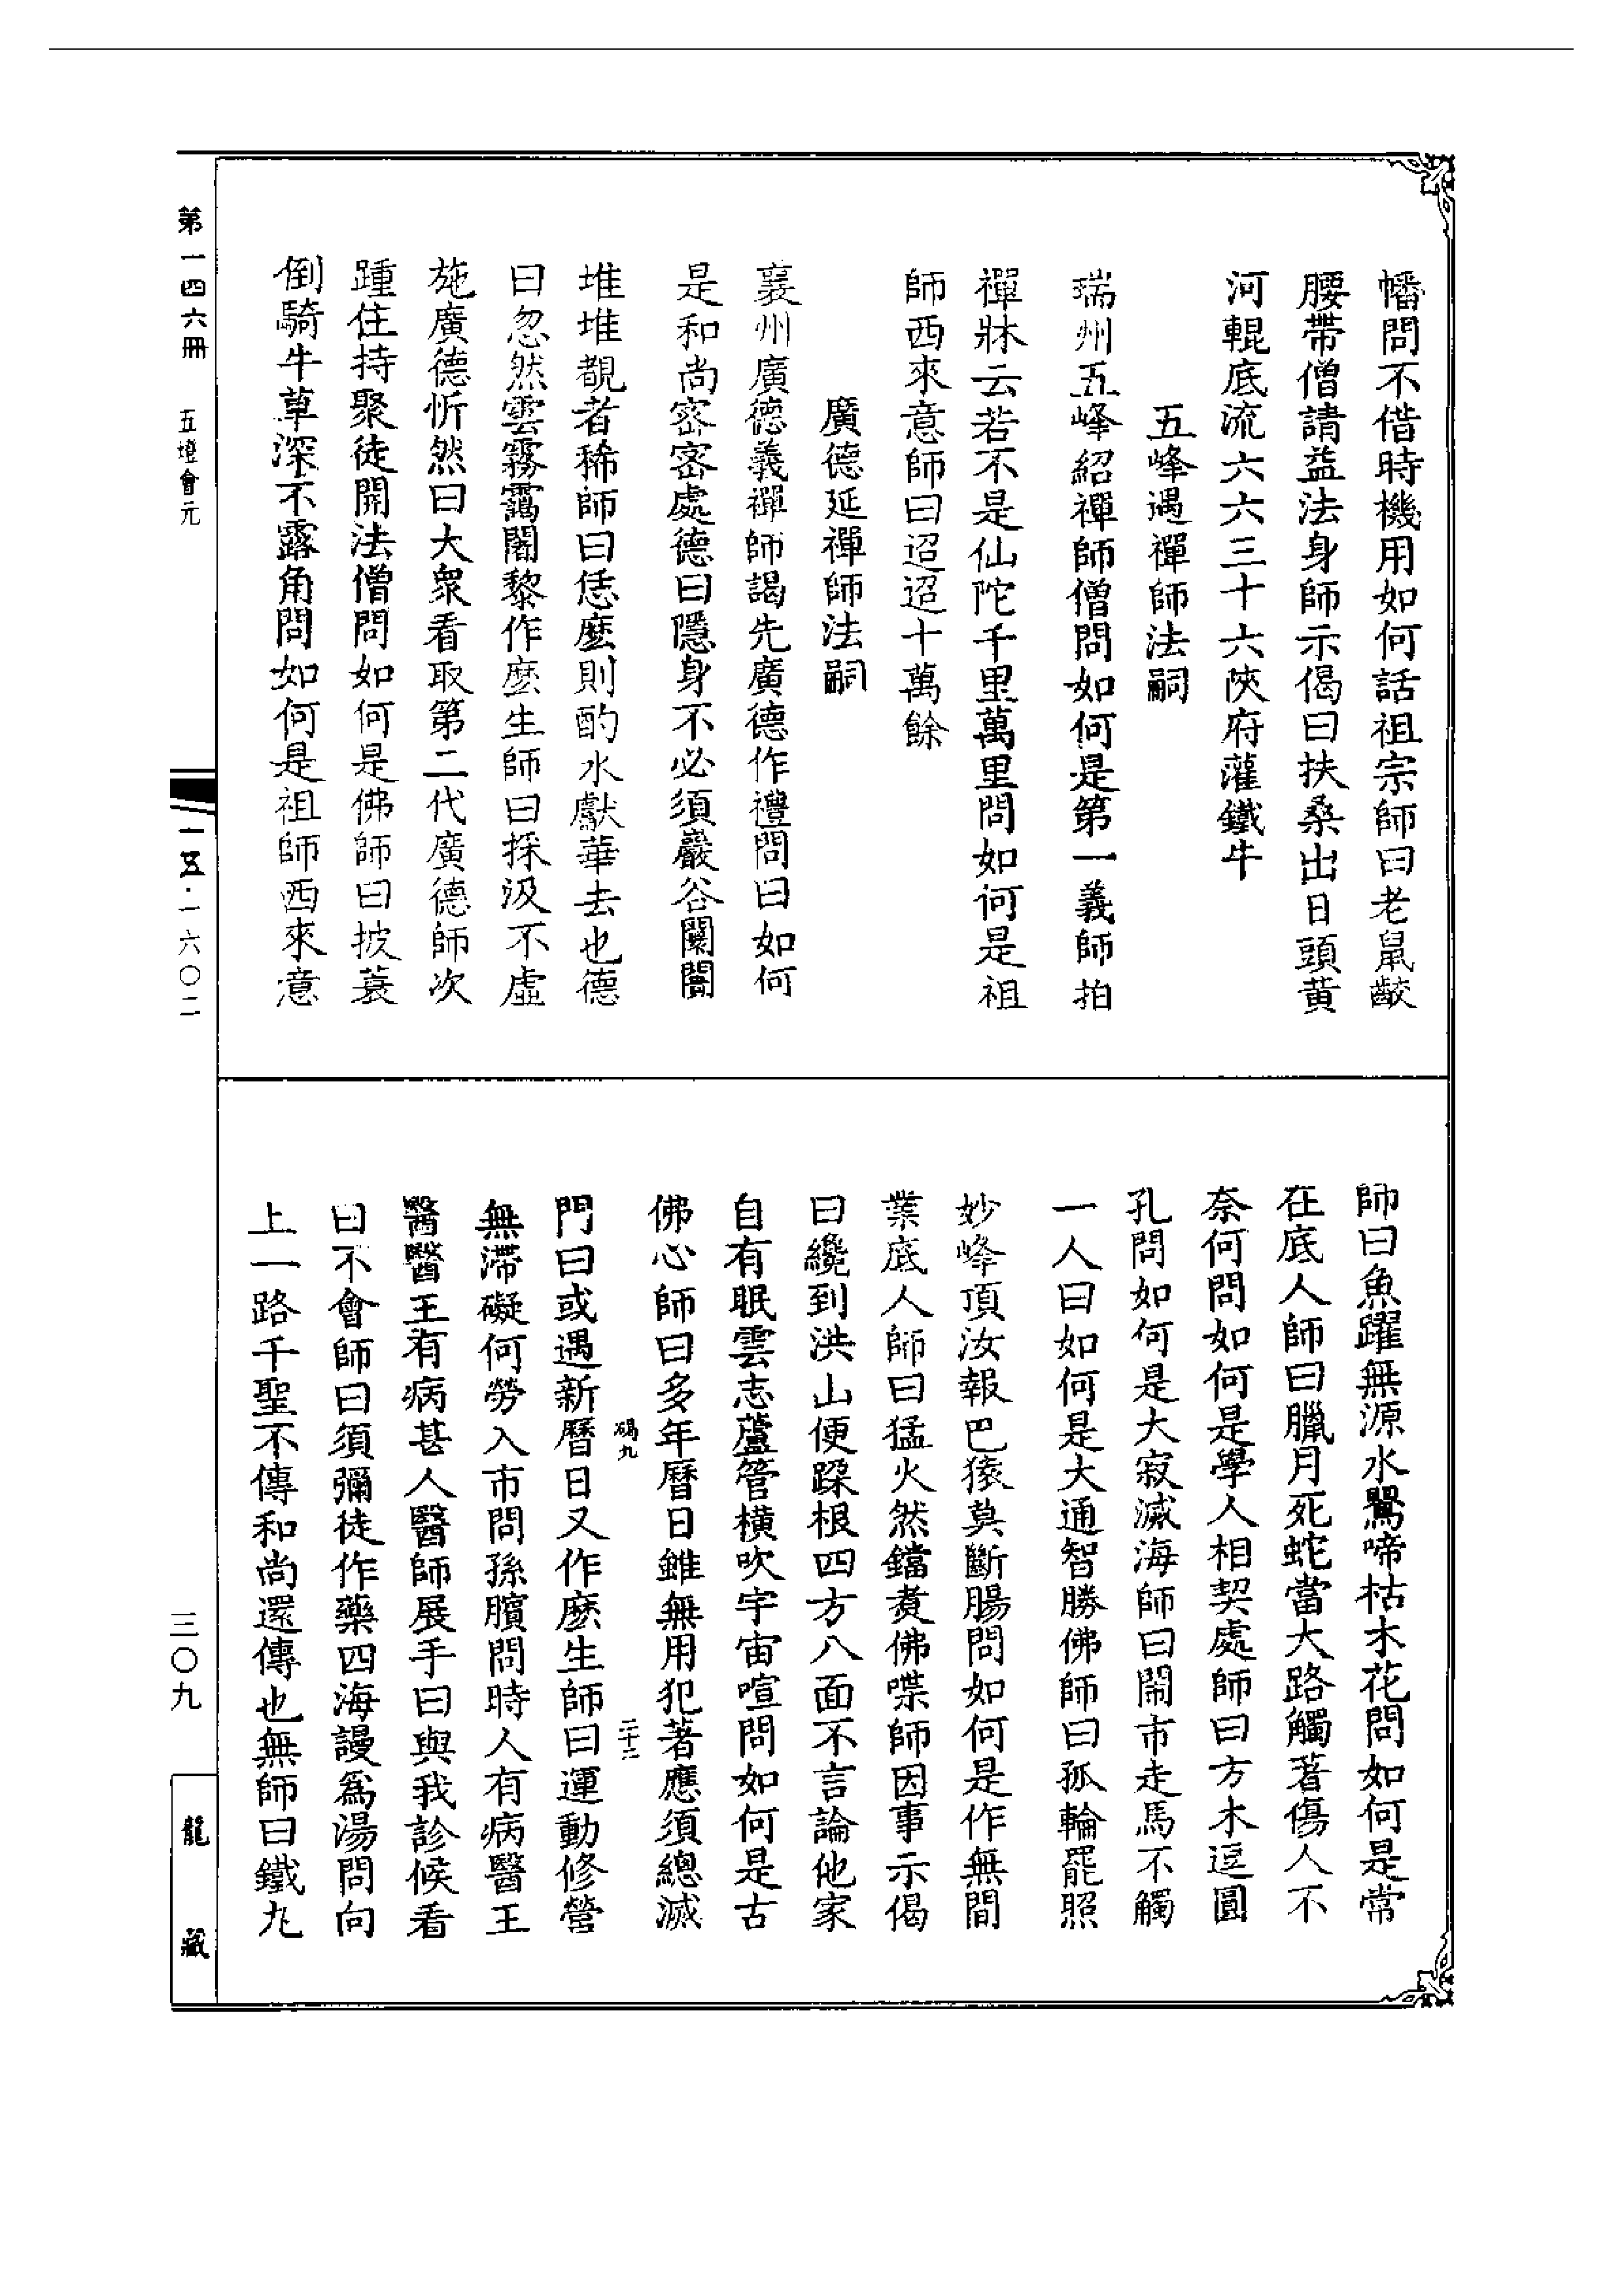 幡問不借時機用如何話祖宗師曰老鼠齩
腰帶僧請益法身師示偈曰扶桑出日頭黄
河輥底流六六三十六陝府灌鐵牛
五峰遇禪師法嗣
瑞州五峰紹禪師僧問如何是第一義師拍
禪牀云若不是仙陀千里萬里問如何是祖
師西來意師曰迢迢十萬餘
廣德延禪師法嗣
襄州廣德義禪師謁先廣德作禮問曰如何
是和尚密密處德曰隱身不必須巖谷闤闠
堆堆覩者稀師曰恁麼則酌水獻華去也德
曰忽然雲霧靄闍黎作麼生師曰採汲不虛
施廣德忻然曰大衆看取第二代廣德師次
踵住持聚徒開法僧問如何是佛師曰披蓑
倒騎牛草深不露角問如何是祖師西來意
師曰魚躍無源水鶯啼枯木花問如何是常
在底人師曰臘月死蛇當大路觸著傷人不
奈何問如何是學人相契處師曰方木逗圓
孔問如何是大寂滅海師曰鬧市走馬不觸
一人曰如何是大通智勝佛師曰孤輪罷照
妙峰頂汝報巴猿莫斷腸問如何是作無間
業底人師曰猛火然鐺煑佛喋師因事示偈
曰纔到洪山便跺根四方八面不言論他家
自有眠雲志蘆管横吹宇宙喧問如何是古
佛心師曰多年曆日雖無用犯著應須總滅
碣九 二十二
門曰或遇新曆日又作麽生師曰運動修營
無滯礙何勞入市問孫臏問時人有病醫王
醫醫王有病甚人醫師展手曰與我診候看
曰不會師曰須彌徒作藥四海謾爲湯問向
上一路千聖不傳和尚還傳也無師曰鐵丸
第一四六冊 五燈會元 一五·一六〇二 三〇九 龍藏